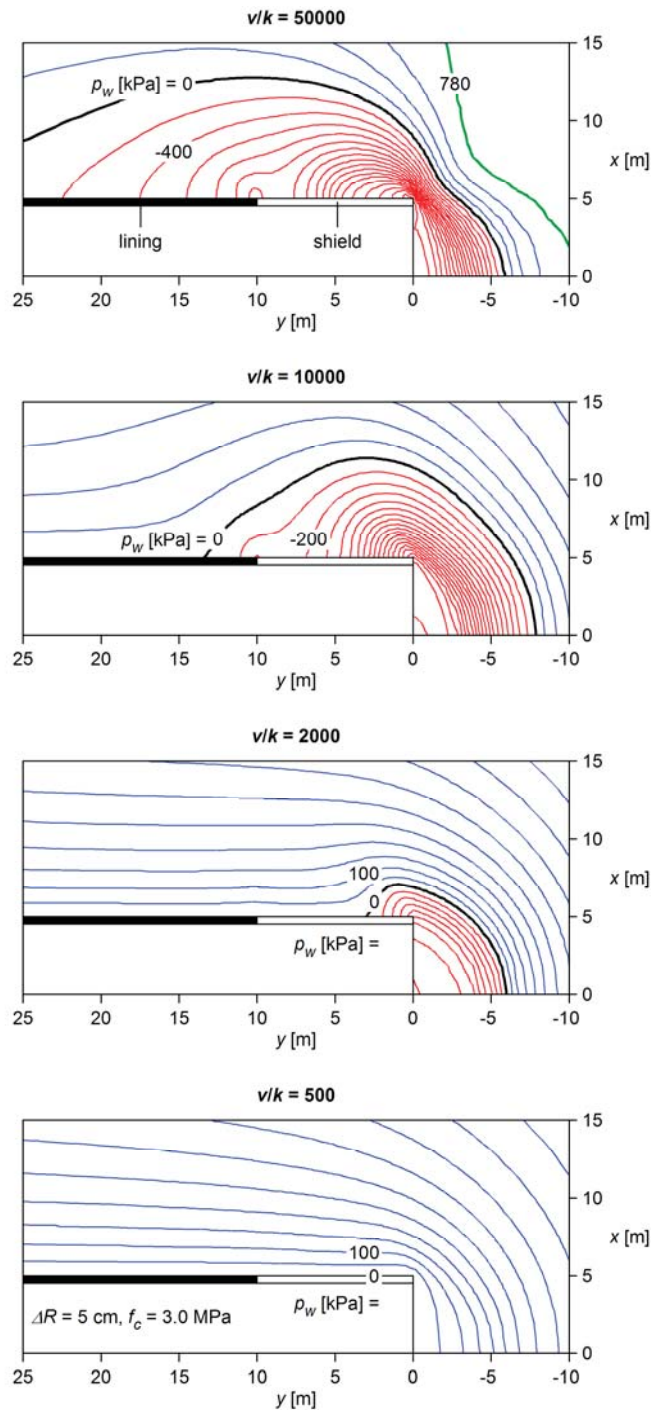 v/k = 50000
15
780
p_w [kPa] = 0
10
-400
x [m]
5
lining
shield
0
25 20 15 10 5 0 -5 -10
y [m]
v/k = 10000
15
10
x [m]
p_w [kPa] = 0
-200
5
0
25 20 15 10 5 0 -5 -10
y [m]
v/k = 2000
15
10
x [m]
100
0
5
p_w [kPa] =
0
25 20 15 10 5 0 -5 -10
y [m]
v/k = 500
15
10
x [m]
100
0
5
p_w [kPa] =
ΔR = 5 cm, f_c = 3.0 MPa
0
25 20 15 10 5 0 -5 -10
y [m]